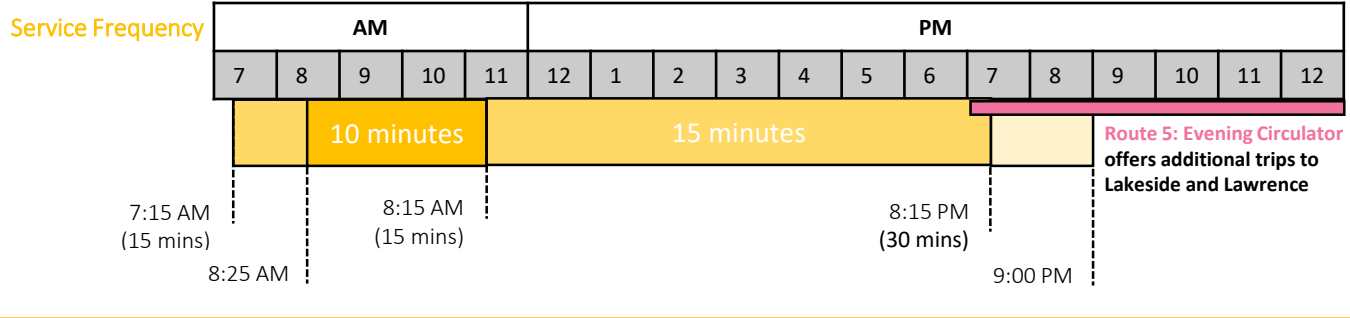 Service Frequency
AM PM
7 8 9 10 11 12 1 2 3 4 5 6 7 8 9 10 11 12
10 minutes 15 minutes
Route 5: Evening Circulator
offers additional trips to
Lakeside and Lawrence
7:15 AM
(15 mins)
8:25 AM
8:15 AM
(15 mins)
8:15 PM
(30 mins)
9:00 PM